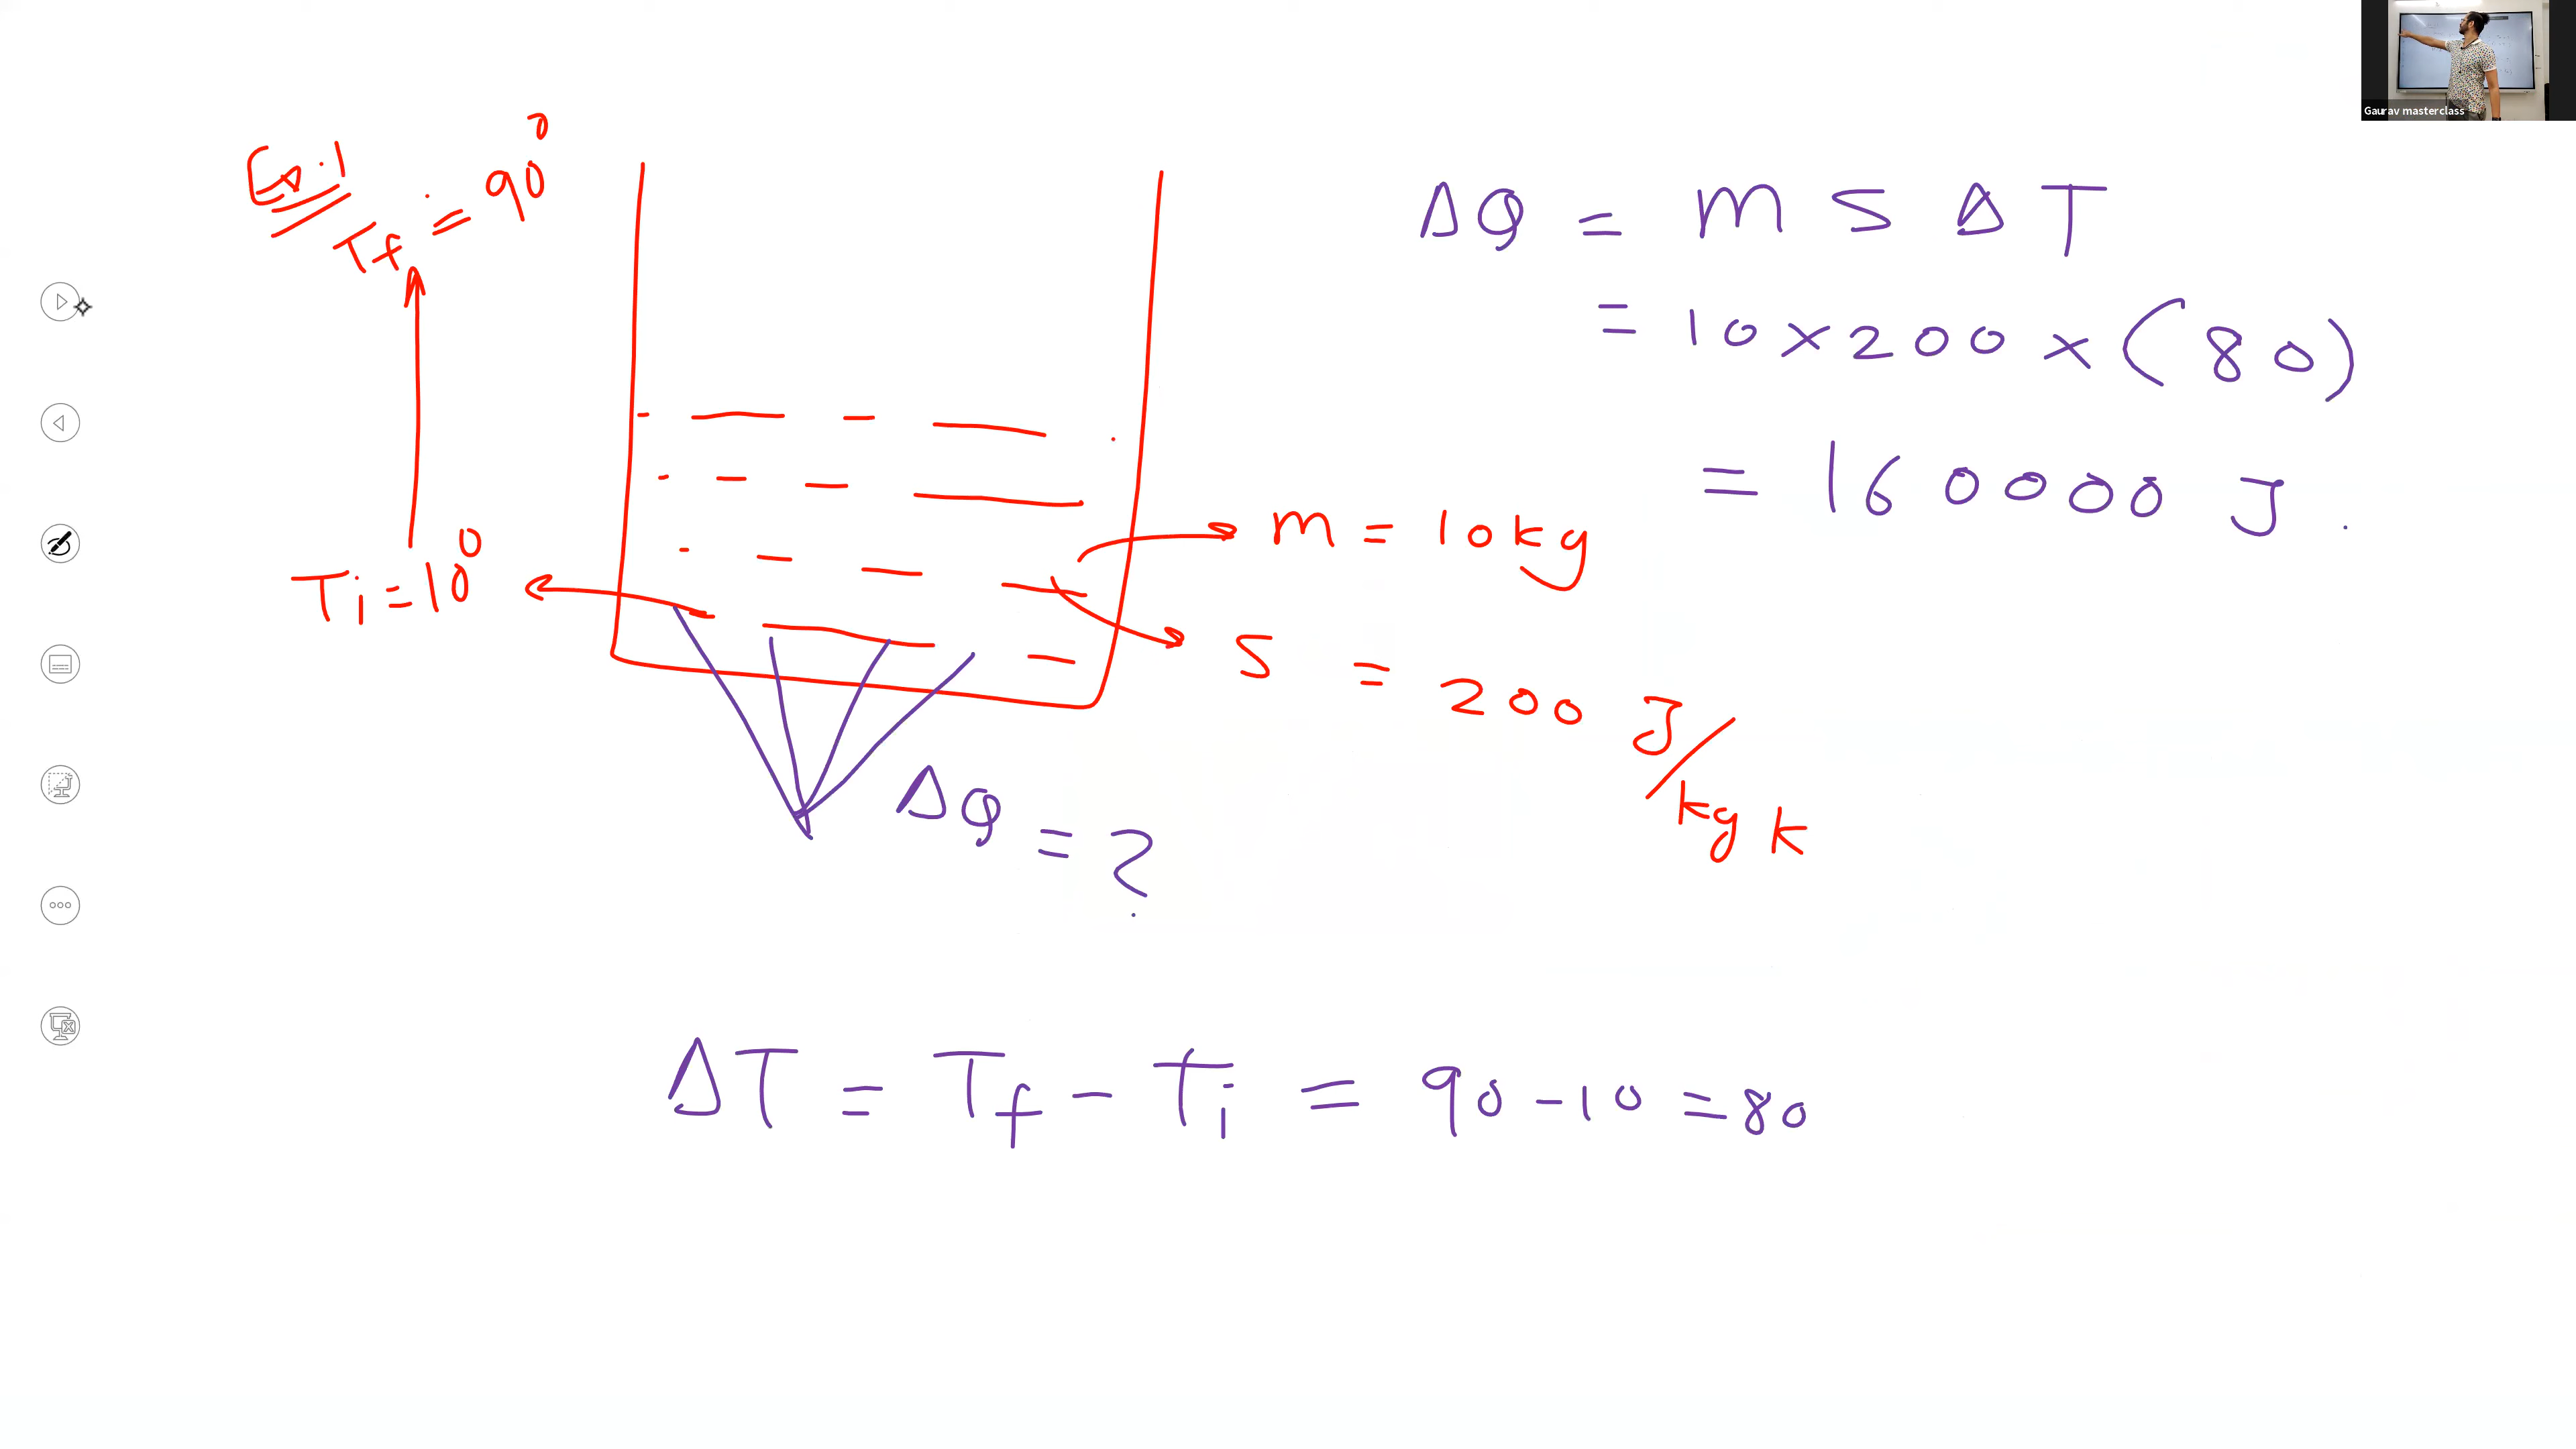 Gaurav masterclass
Ex.1
Tf = 90°
Ti = 10°
m = 10 kg
S = 200 J/kg k
ΔQ = ?
ΔQ = m S Δ T
= 10 × 200 × (80)
= 160000 J.
ΔT = Tf - Ti = 90 - 10 = 80